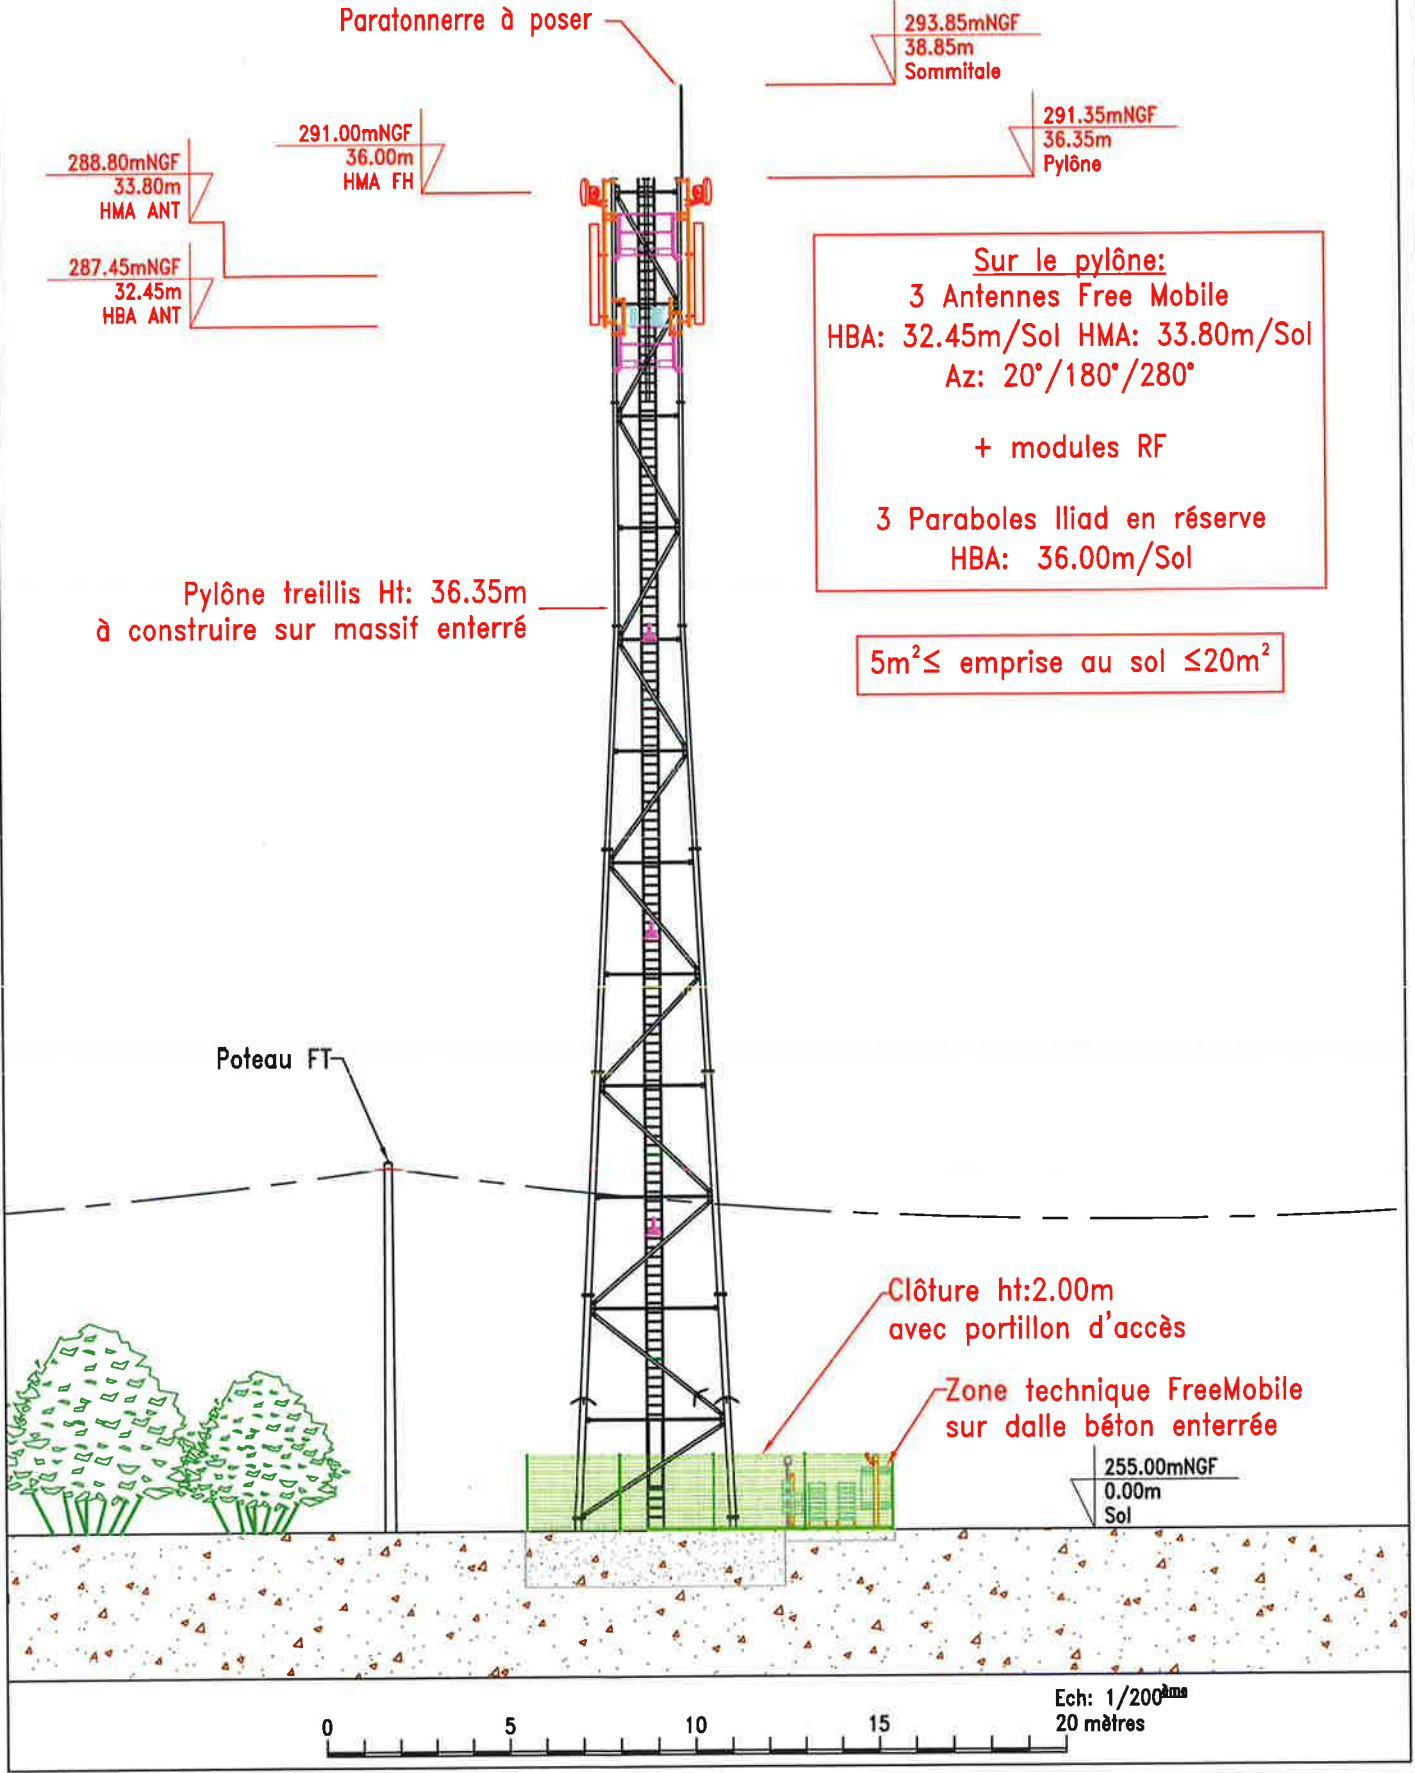 Paratonnerre à poser
293.85mNGF
38.85m
Sommitale
291.35mNGF
36.35m
Pylône
291.00mNGF
36.00m
HMA FH
288.80mNGF
33.80m
HMA ANT
287.45mNGF
32.45m
HBA ANT
Sur le pylône:
3 Antennes Free Mobile
HBA: 32.45m/Sol HMA: 33.80m/Sol
Az: 20°/180°/280°
+ modules RF
3 Paraboles Iliad en réserve
HBA: 36.00m/Sol
Pylône treillis Ht: 36.35m
à construire sur massif enterré
5m²≤ emprise au sol ≤20m²
Poteau FT
Clôture ht:2.00m
avec portillon d'accès
Zone technique FreeMobile
sur dalle béton enterrée
255.00mNGF
0.00m
Sol
Ech: 1/200ème
20 mètres
0 5 10 15